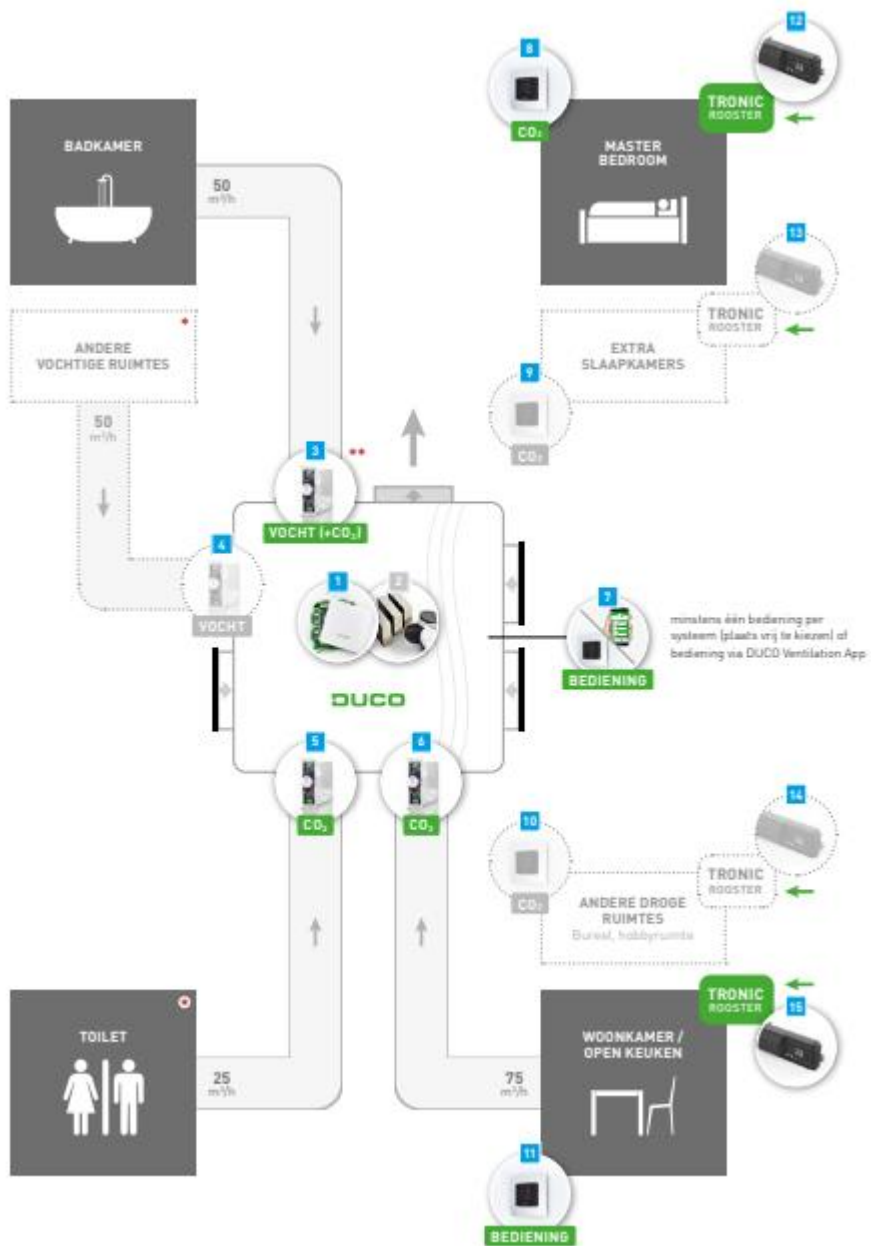 8
12
CO₂
TRONIC
ROOSTER
BADKAMER
50
m³/h
MASTER
BEDROOM
13
TRONIC
ROOSTER
ANDERE
VOCHTIGE RUIMTES
*
EXTRA
SLAAPKAMERS
9
CO₂
50
m³/h
3
**
VOCHT (+CO₂)
4
VOCHT
1
2
7
BEDIENING
minstens één bediening per
systeem (plaats vrij te kiezen) of
bediening via DUCO Ventilation App
DUCO
5
6
CO₂
CO₂
14
10
TRONIC
ROOSTER
CO₂
ANDERE DROGE
RUIMTES
Bureel, hobbyruimte
TRONIC
ROOSTER
15
TOILET
WOONKAMER /
OPEN KEUKEN
25
m³/h
75
m³/h
11
BEDIENING